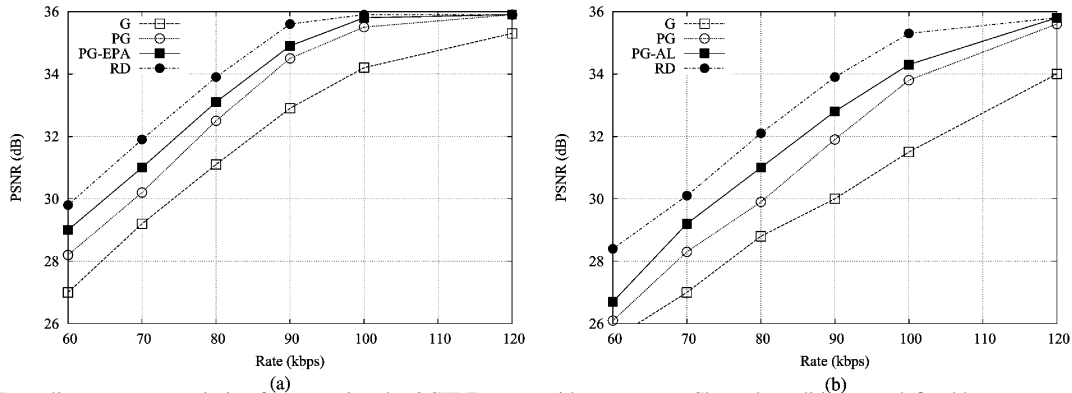 36
34
32
30
28
26
60
70
80
90
100
110
120
PSNR (dB)
Rate (kbps)
G
PG
PG-EPA
RD
(a)
36
34
32
30
28
26
60
70
80
90
100
110
120
PSNR (dB)
Rate (kbps)
G
PG
PG-AL
RD
(b)